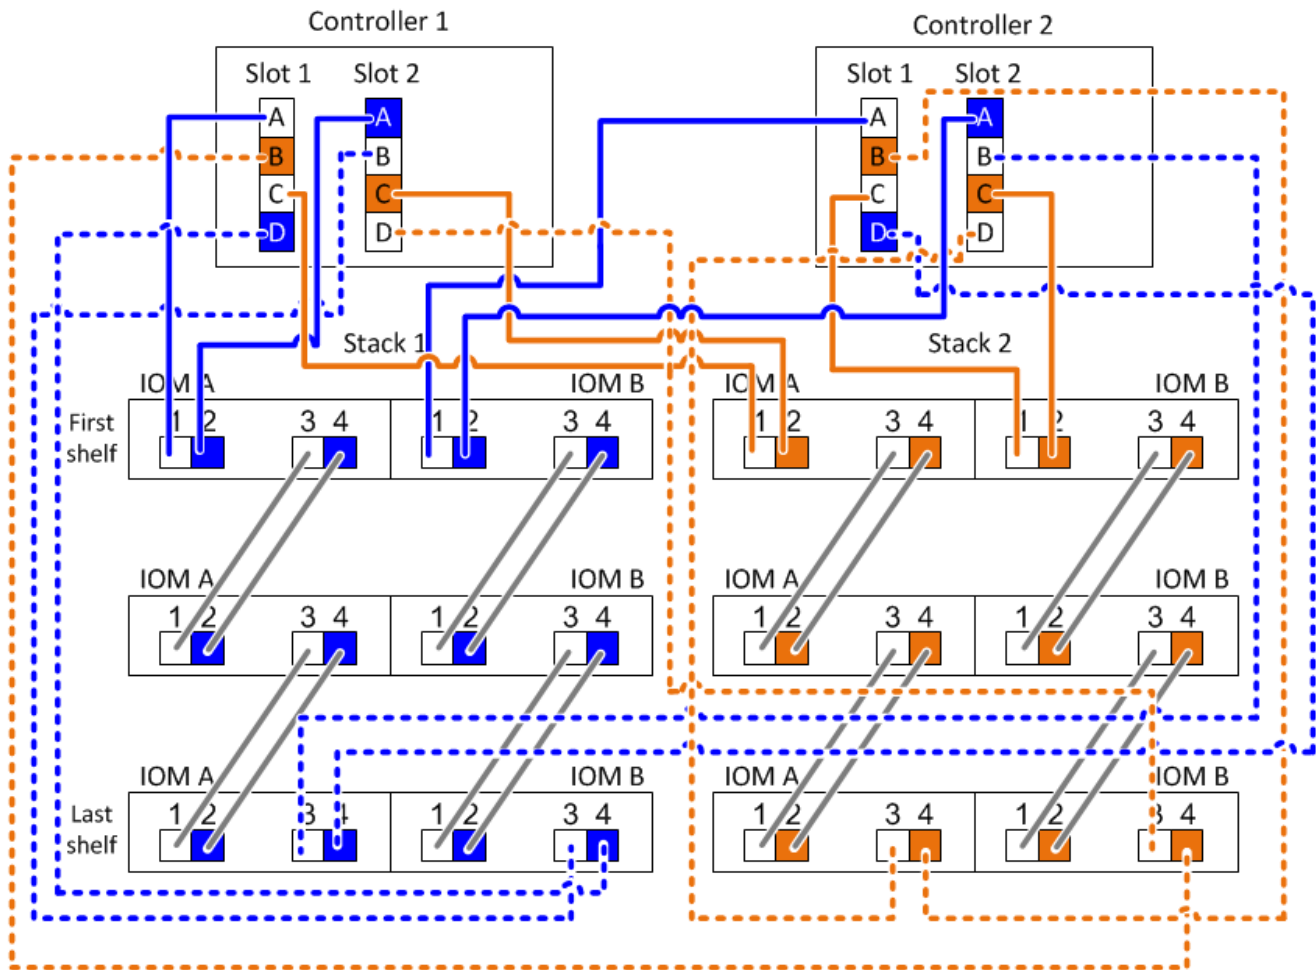 Controller 1
Controller 2
Slot 1 Slot 2
Slot 1 Slot 2
A A
B B
C C
D D
A A
B B
C C
D D
Stack 1
Stack 2
IOM A IOM B
IOM A IOM B
First
shelf
1 2 3 4 1 2 3 4
1 2 3 4 1 2 3 4
IOM A IOM B
IOM A IOM B
1 2 3 4 1 2 3 4
1 2 3 4 1 2 3 4
IOM A IOM B
IOM A IOM B
Last
shelf
1 2 3 4 1 2 3 4
1 2 3 4 1 2 3 4